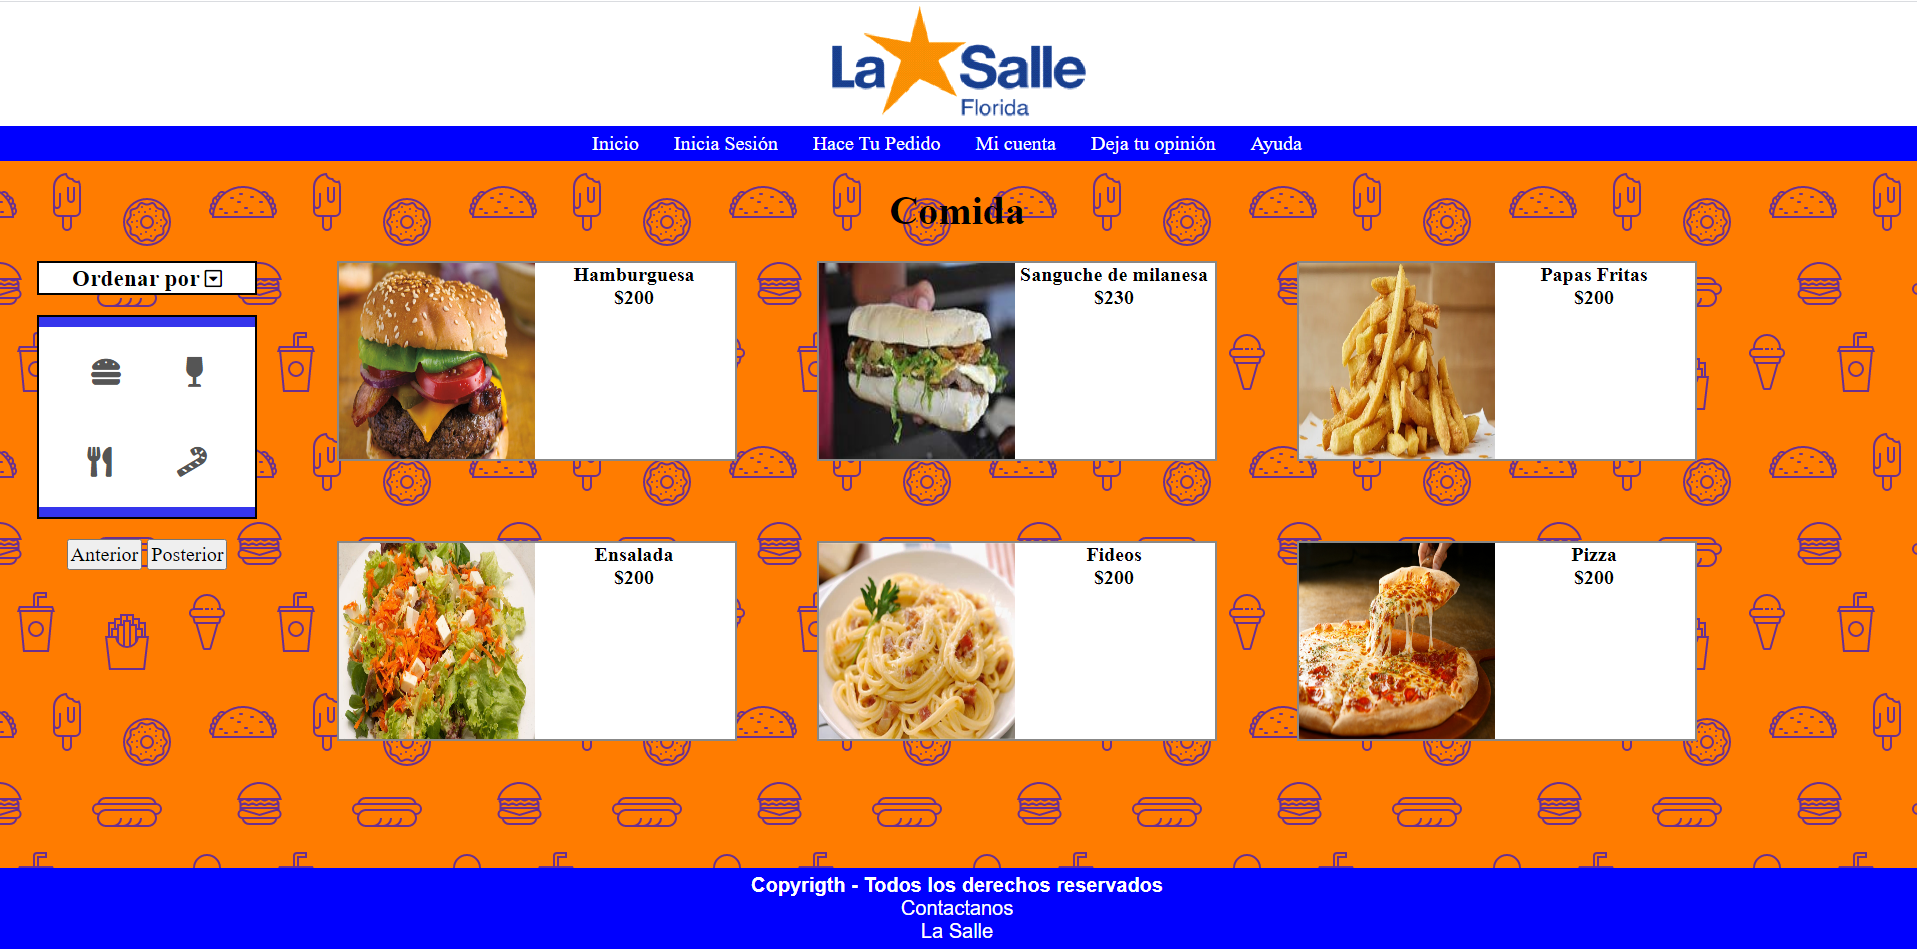 La Salle
Florida
Inicio Inicia Sesión Hace Tu Pedido Mi cuenta Deja tu opinión Ayuda
Comida
Ordenar por
Anterior Posterior
Hamburguesa
$200
Sanguche de milanesa
$230
Papas Fritas
$200
Ensalada
$200
Fideos
$200
Pizza
$200
Copyrigth - Todos los derechos reservados
Contactanos
La Salle